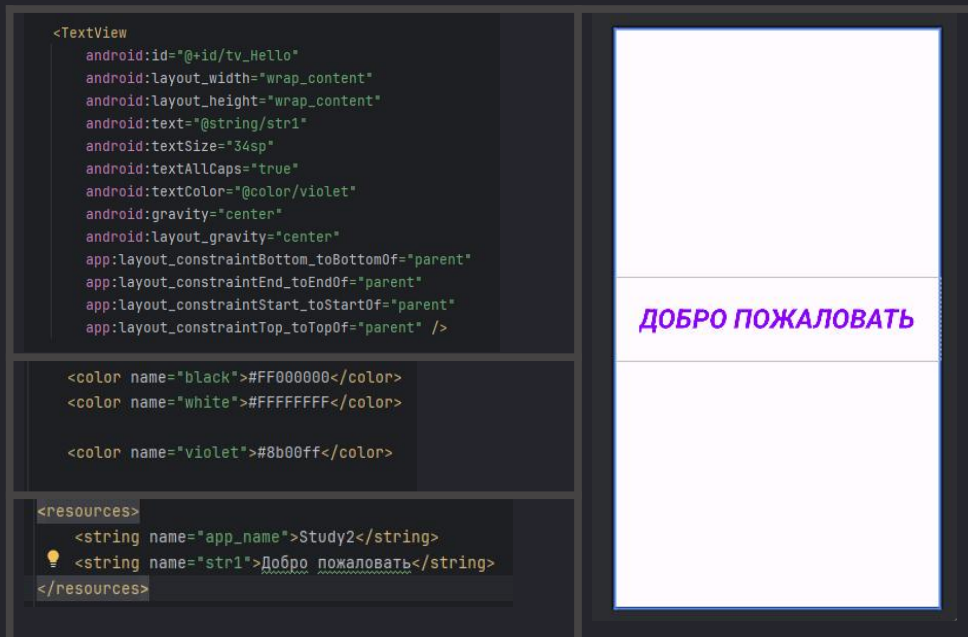 <TextView
android:id="@+id/tv_Hello"
android:layout_width="wrap_content"
android:layout_height="wrap_content"
android:text="@string/str1"
android:textSize="34sp"
android:textAllCaps="true"
android:textColor="@color/violet"
android:gravity="center"
android:layout_gravity="center"
app:layout_constraintBottom_toBottomOf="parent"
app:layout_constraintEnd_toEndOf="parent"
app:layout_constraintStart_toStartOf="parent"
app:layout_constraintTop_toTopOf="parent" />
<color name="black">#FF000000</color>
<color name="white">#FFFFFFFF</color>
<color name="violet">#8b00ff</color>
<resources>
<string name="app_name">Study2</string>
<string name="str1">Добро пожаловать</string>
</resources>
ДОБРО ПОЖАЛОВАТЬ